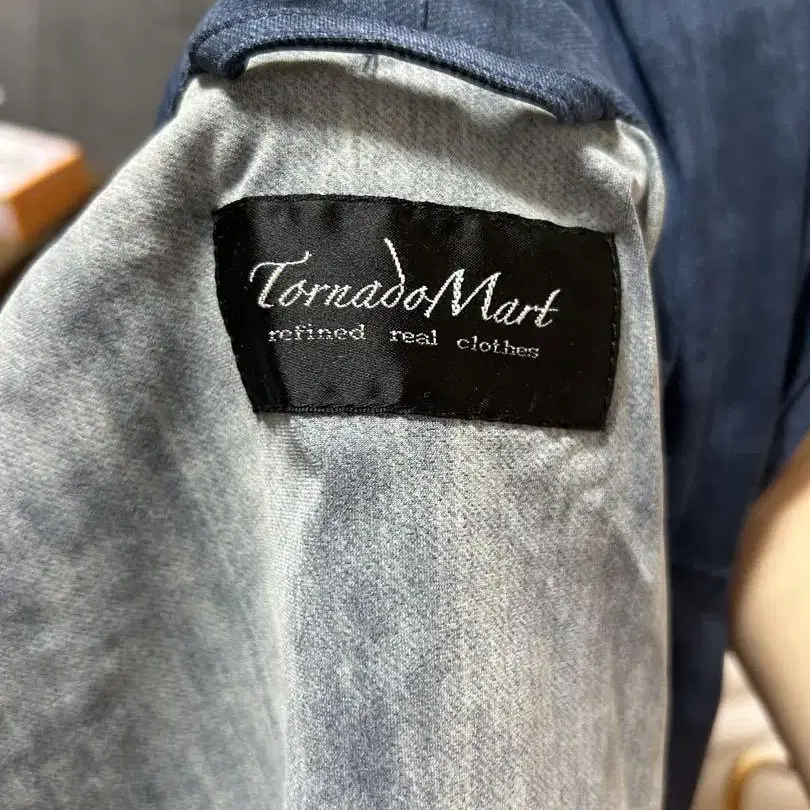 TornadoMart
refined real clothes